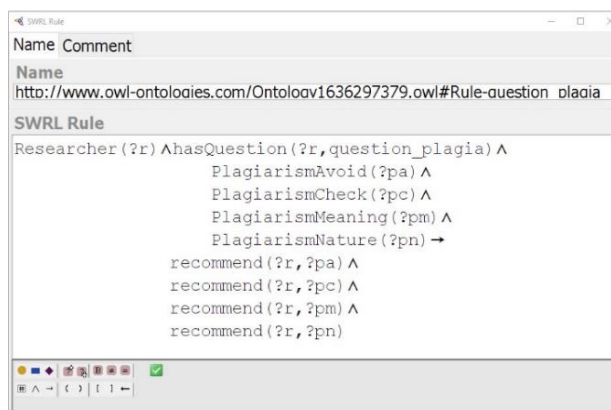 SWRL Rule
Name Comment
Name
http://www.owl-ontologies.com/Ontology1636297379.owl#Rule-question_plagia
SWRL Rule
Researcher(?r)∧hasQuestion(?r,question_plagia)∧
PlagiarismAvoid(?pa)∧
PlagiarismCheck(?pc)∧
PlagiarismMeaning(?pm)∧
PlagiarismNature(?pn)→
recommend(?r,?pa)∧
recommend(?r,?pc)∧
recommend(?r,?pm)∧
recommend(?r,?pn)
∧ → ( ) [ ] ←